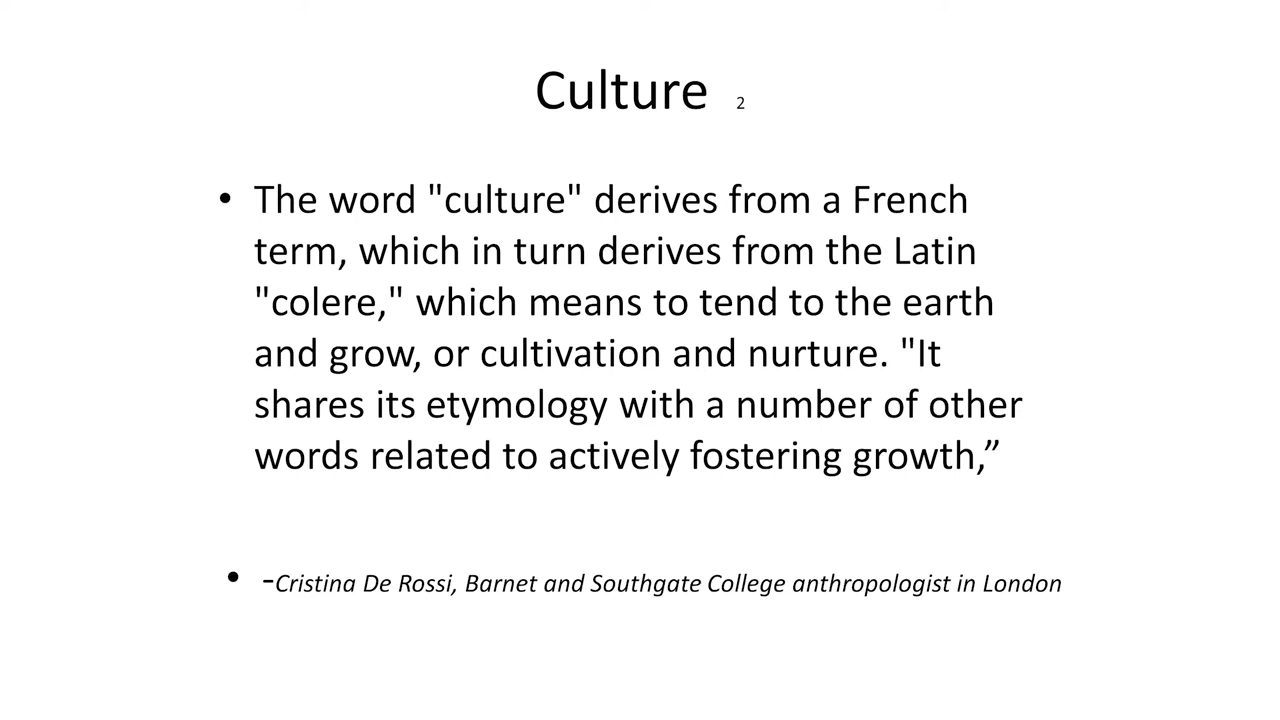 Culture 2
• The word "culture" derives from a French
term, which in turn derives from the Latin
"colere," which means to tend to the earth
and grow, or cultivation and nurture. "It
shares its etymology with a number of other
words related to actively fostering growth,”
• -Cristina De Rossi, Barnet and Southgate College anthropologist in London